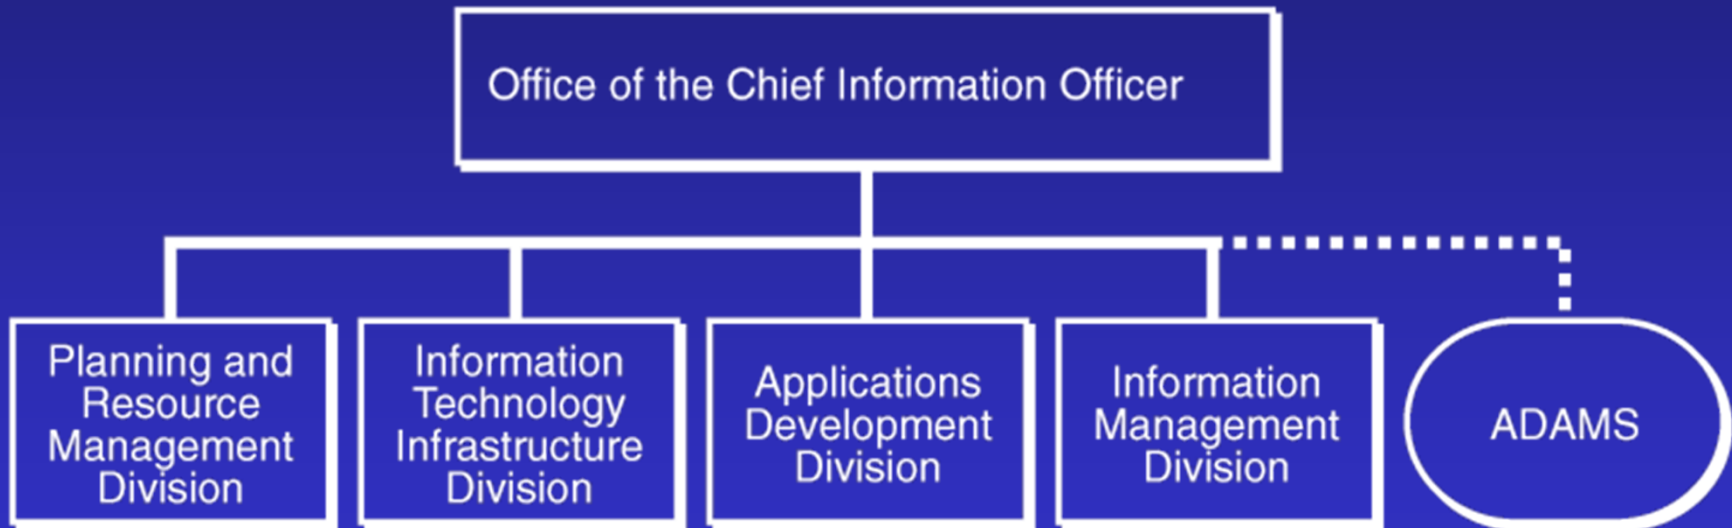 Office of the Chief Information Officer
Planning and
Resource
Management
Division
Information
Technology
Infrastructure
Division
Applications
Development
Division
Information
Management
Division
ADAMS